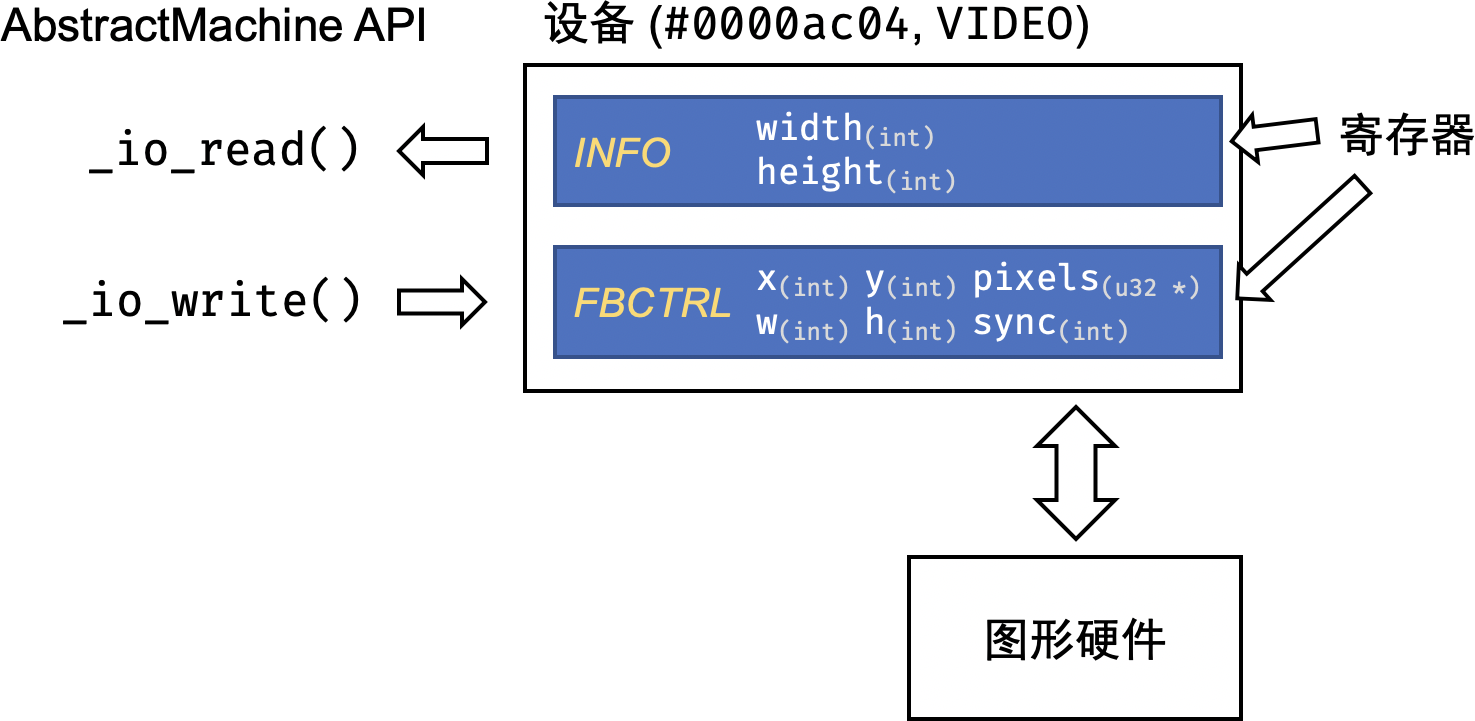 AbstractMachine API
设备 (#0000ac04, VIDEO)
_io_read()
INFO
width(int)
height(int)
寄存器
_io_write()
FBCTRL
x(int) y(int) pixels(u32 *)
w(int) h(int) sync(int)
图形硬件